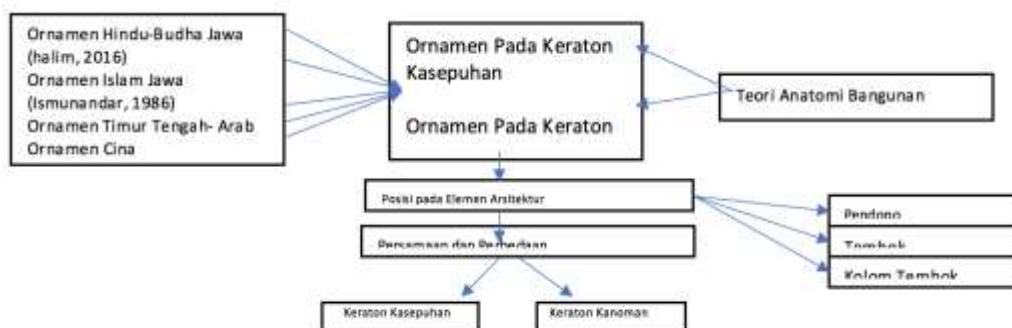 Ornamen Hindu-Budha Jawa
(halim, 2016)
Ornamen Islam Jawa
(Ismunandar, 1986)
Ornamen Timur Tengah- Arab
Ornamen Cina
Ornamen Pada Keraton
Kasepuhan
Ornamen Pada Keraton
Teori Anatomi Bangunan
Posisi pada Elemen Arsitektur
Persamaan dan Perbedaan
Pendopo
Tembok
Kolom Tembok
Keraton Kasepuhan
Keraton Kanoman